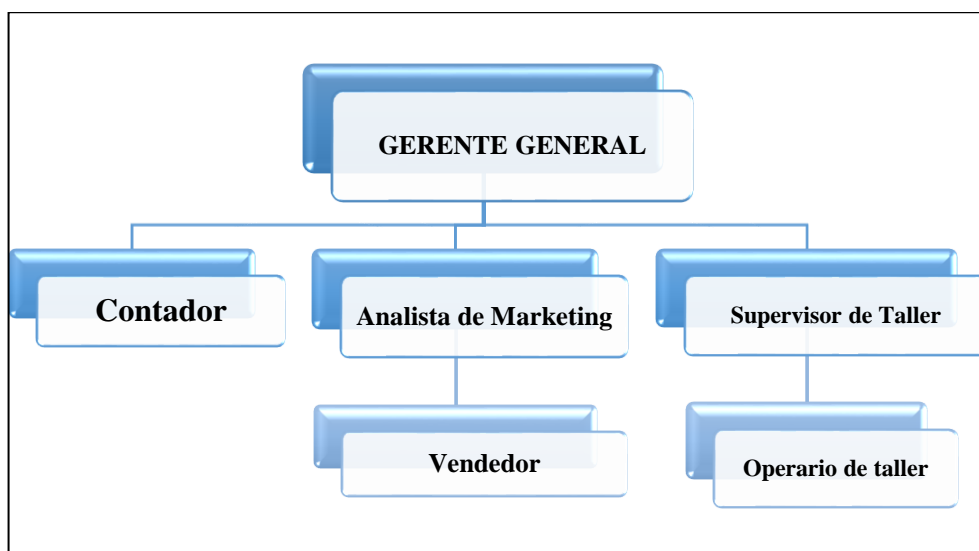 GERENTE GENERAL
Contador
Analista de Marketing
Supervisor de Taller
Vendedor
Operario de taller